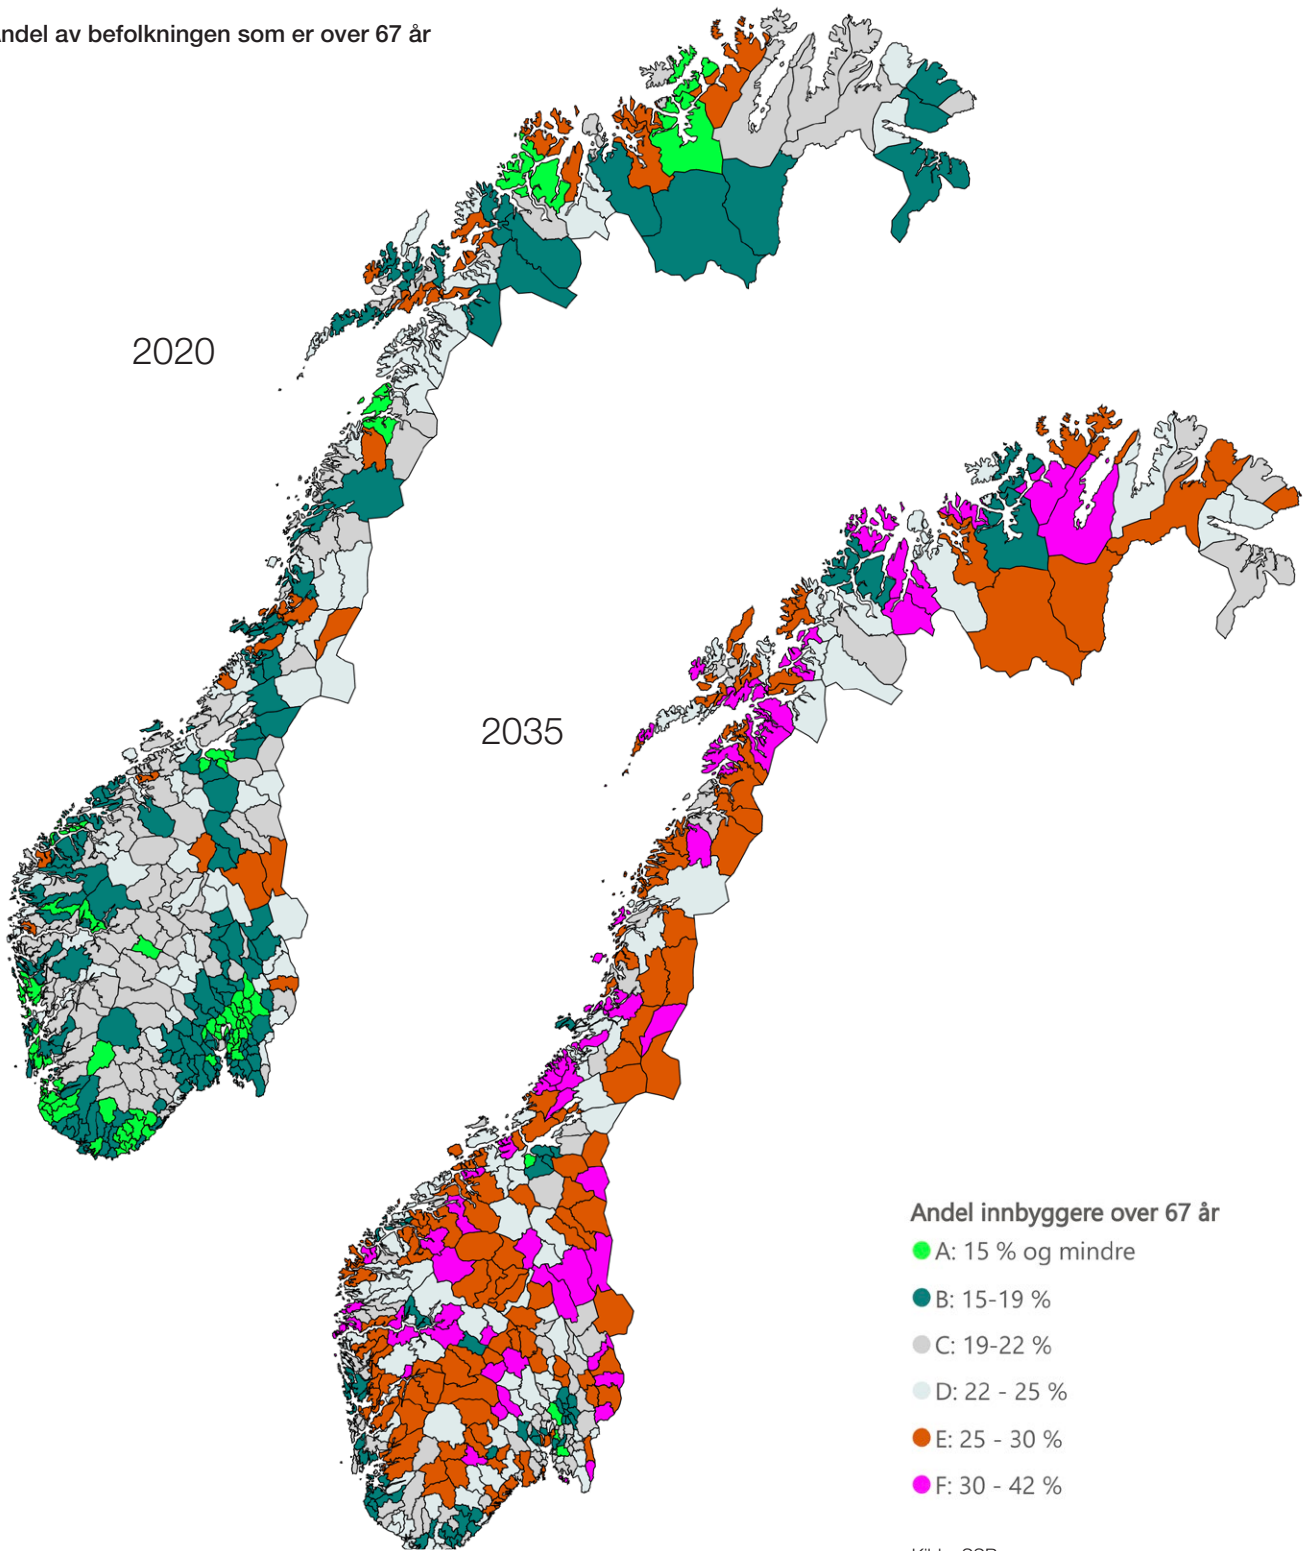 Andel av befolkningen som er over 67 år
2020
2035
Andel innbyggere over 67 år
A: 15 % og mindre
B: 15-19 %
C: 19-22 %
D: 22 - 25 %
E: 25 - 30 %
F: 30 - 42 %